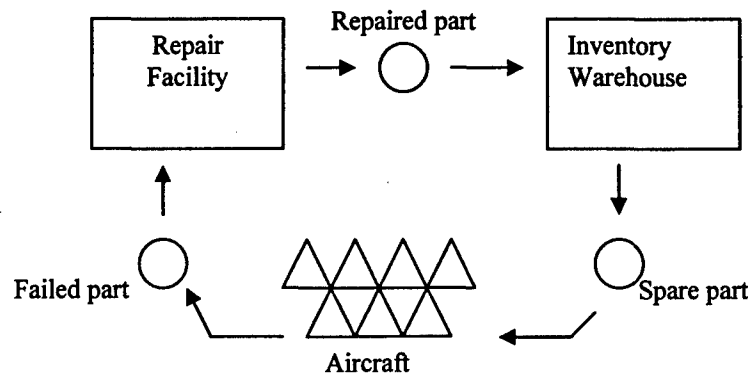 Repair
Facility
Repaired part
Inventory
Warehouse
Failed part
Spare part
Aircraft